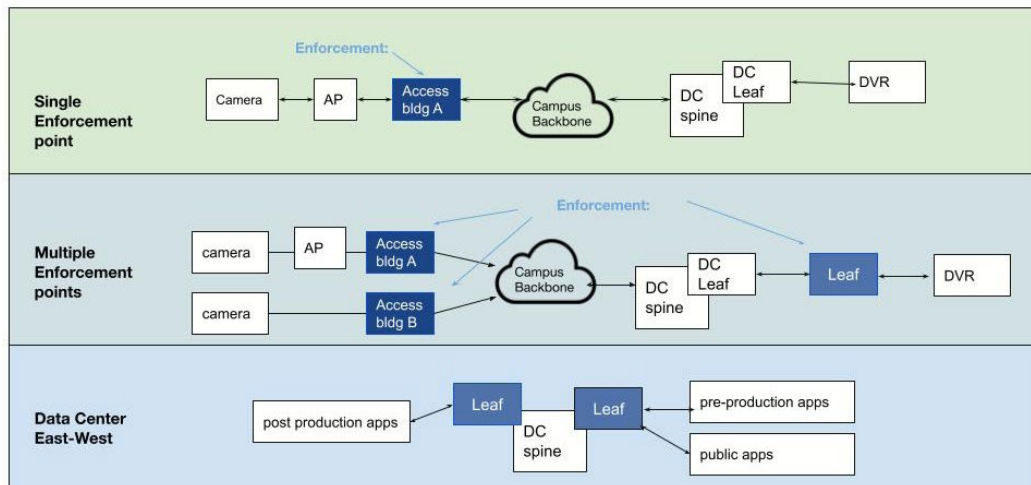 Enforcement:
Single
Enforcement
point
Camera
AP
Access
bldg A
Campus
Backbone
DC
spine
DC
Leaf
DVR
Enforcement:
Multiple
Enforcement
points
camera
AP
Access
bldg A
camera
Access
bldg B
Campus
Backbone
DC
spine
DC
Leaf
Leaf
DVR
Data Center
East-West
post production apps
Leaf
DC
spine
Leaf
pre-production apps
public apps